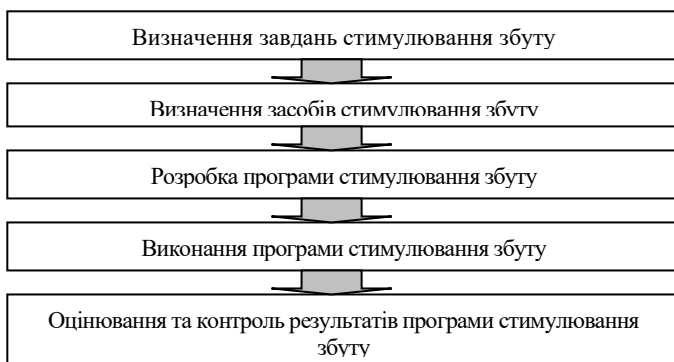 Визначення завдань стимулювання збуту
Визначення засобів стимулювання збуту
Розробка програми стимулювання збуту
Виконання програми стимулювання збуту
Оцінювання та контроль результатів програми стимулювання
збуту